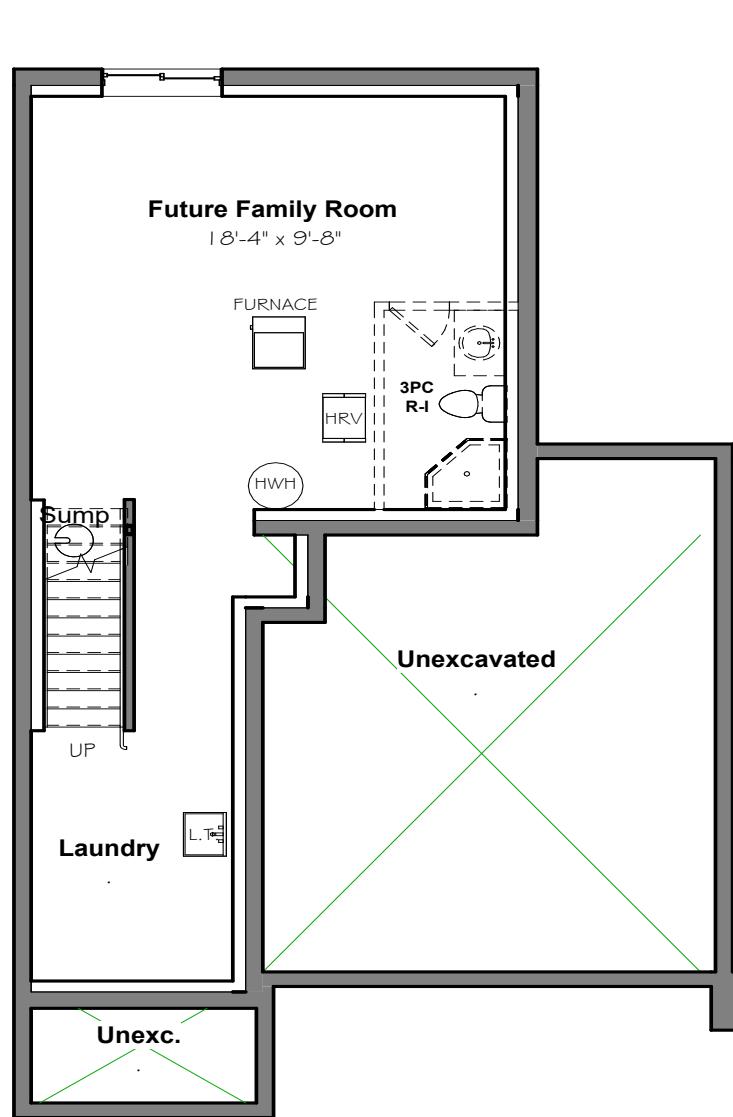 Future Family Room
18'-4" x 9'-8"
FURNACE
3PC
R-I
HRV
HWH
Sump
Unexcavated
UP
L.T.
Laundry
Unexc.